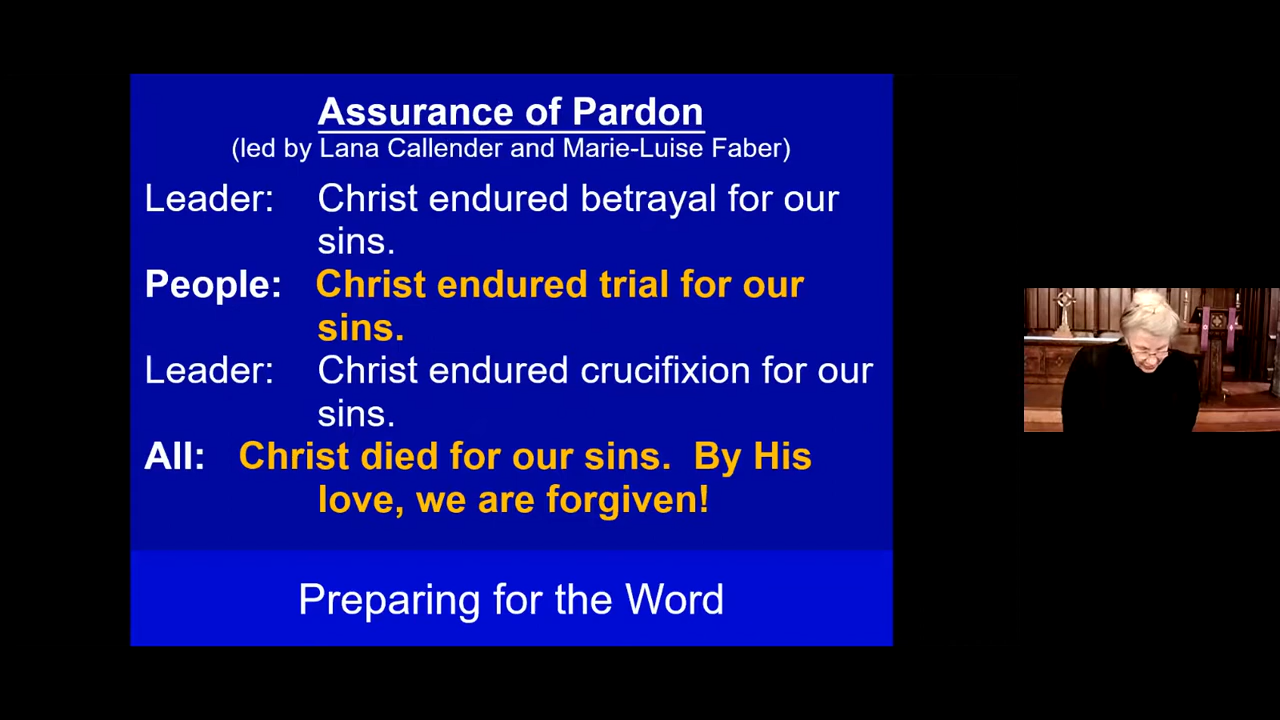 Assurance of Pardon
(led by Lana Callender and Marie-Luise Faber)
Leader: Christ endured betrayal for our
sins.
People: Christ endured trial for our
sins.
Leader: Christ endured crucifixion for our
sins.
All: Christ died for our sins. By His
love, we are forgiven!
Preparing for the Word